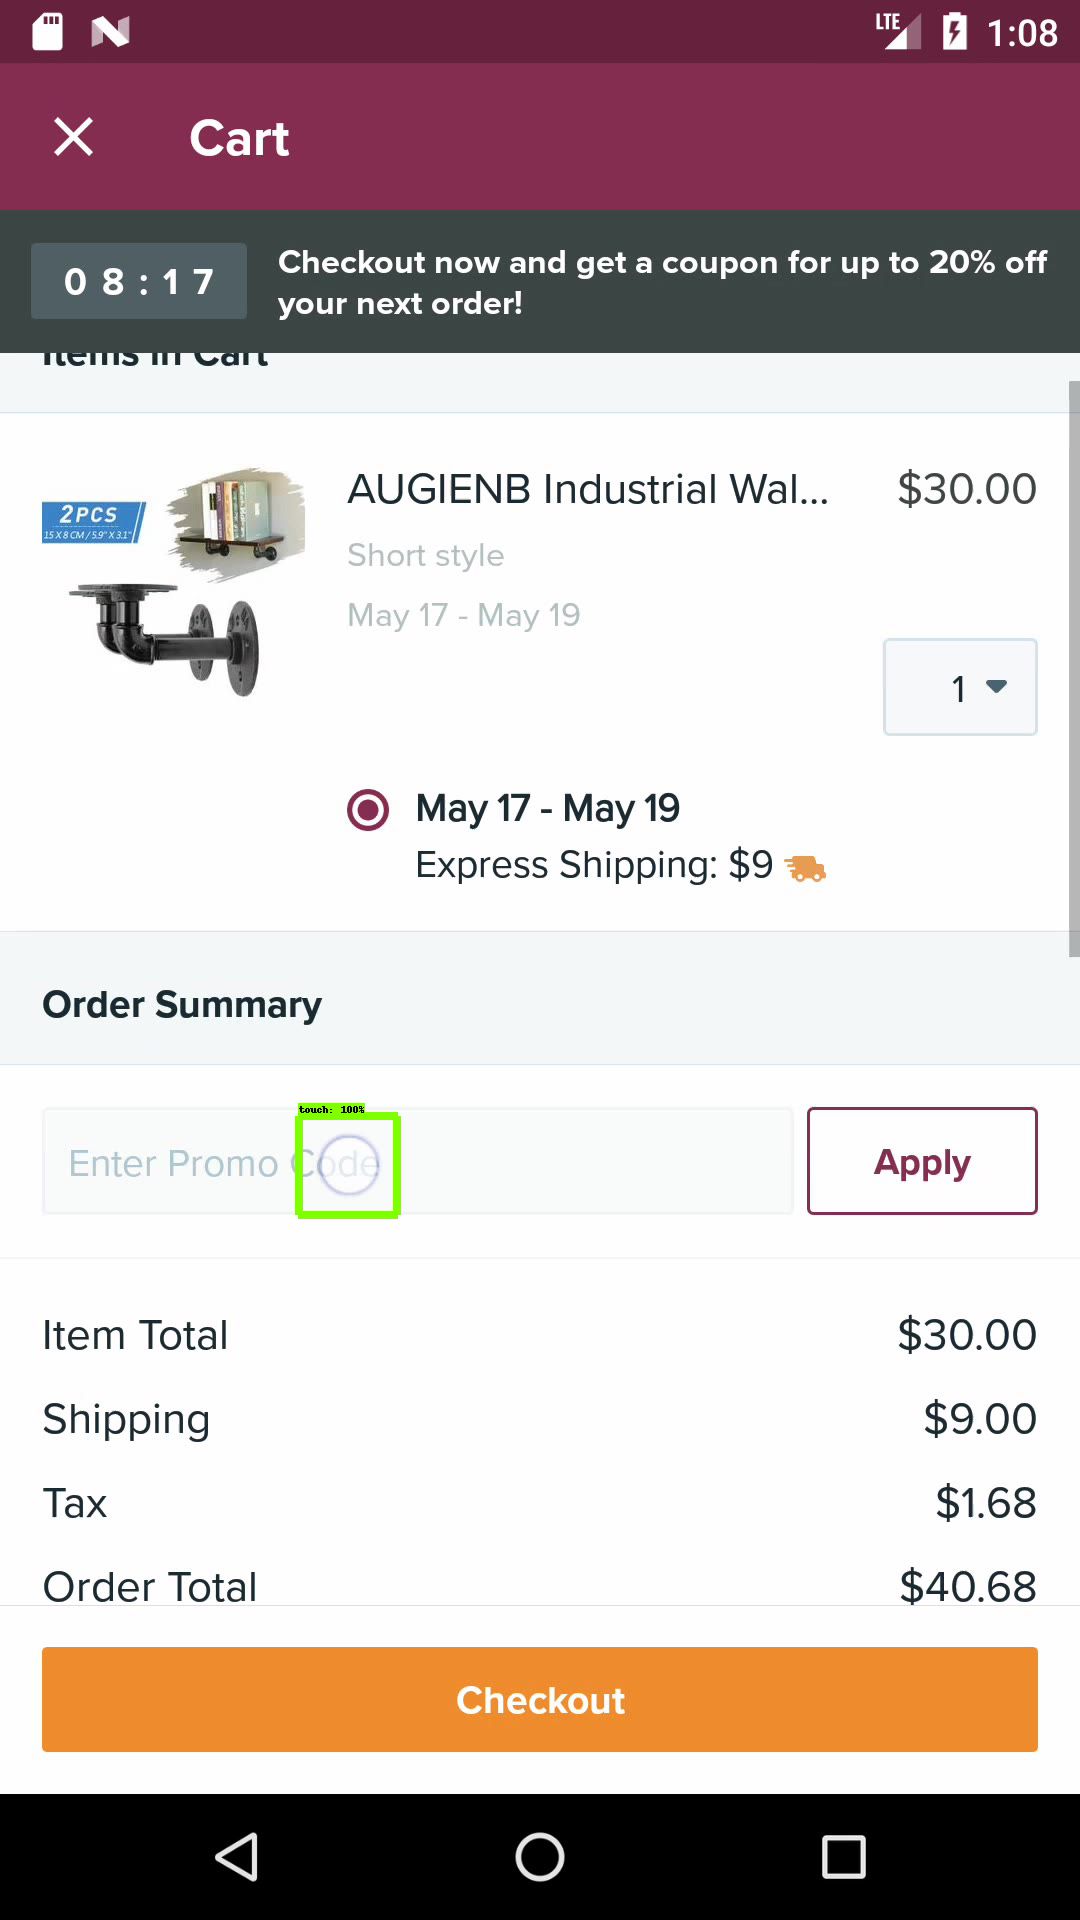 LTE 1:08
Cart
08:17
Checkout now and get a coupon for up to 20% off
your next order!
Items in Cart
2PCS
15 X 8 CM / 5.9" X 3.1"
AUGIENB Industrial Wal... $30.00
Short style
May 17 - May 19
1
May 17 - May 19
Express Shipping: $9
Order Summary
touch: 100%
Enter Promo Code
Apply
Item Total $30.00
Shipping $9.00
Tax $1.68
Order Total $40.68
Checkout